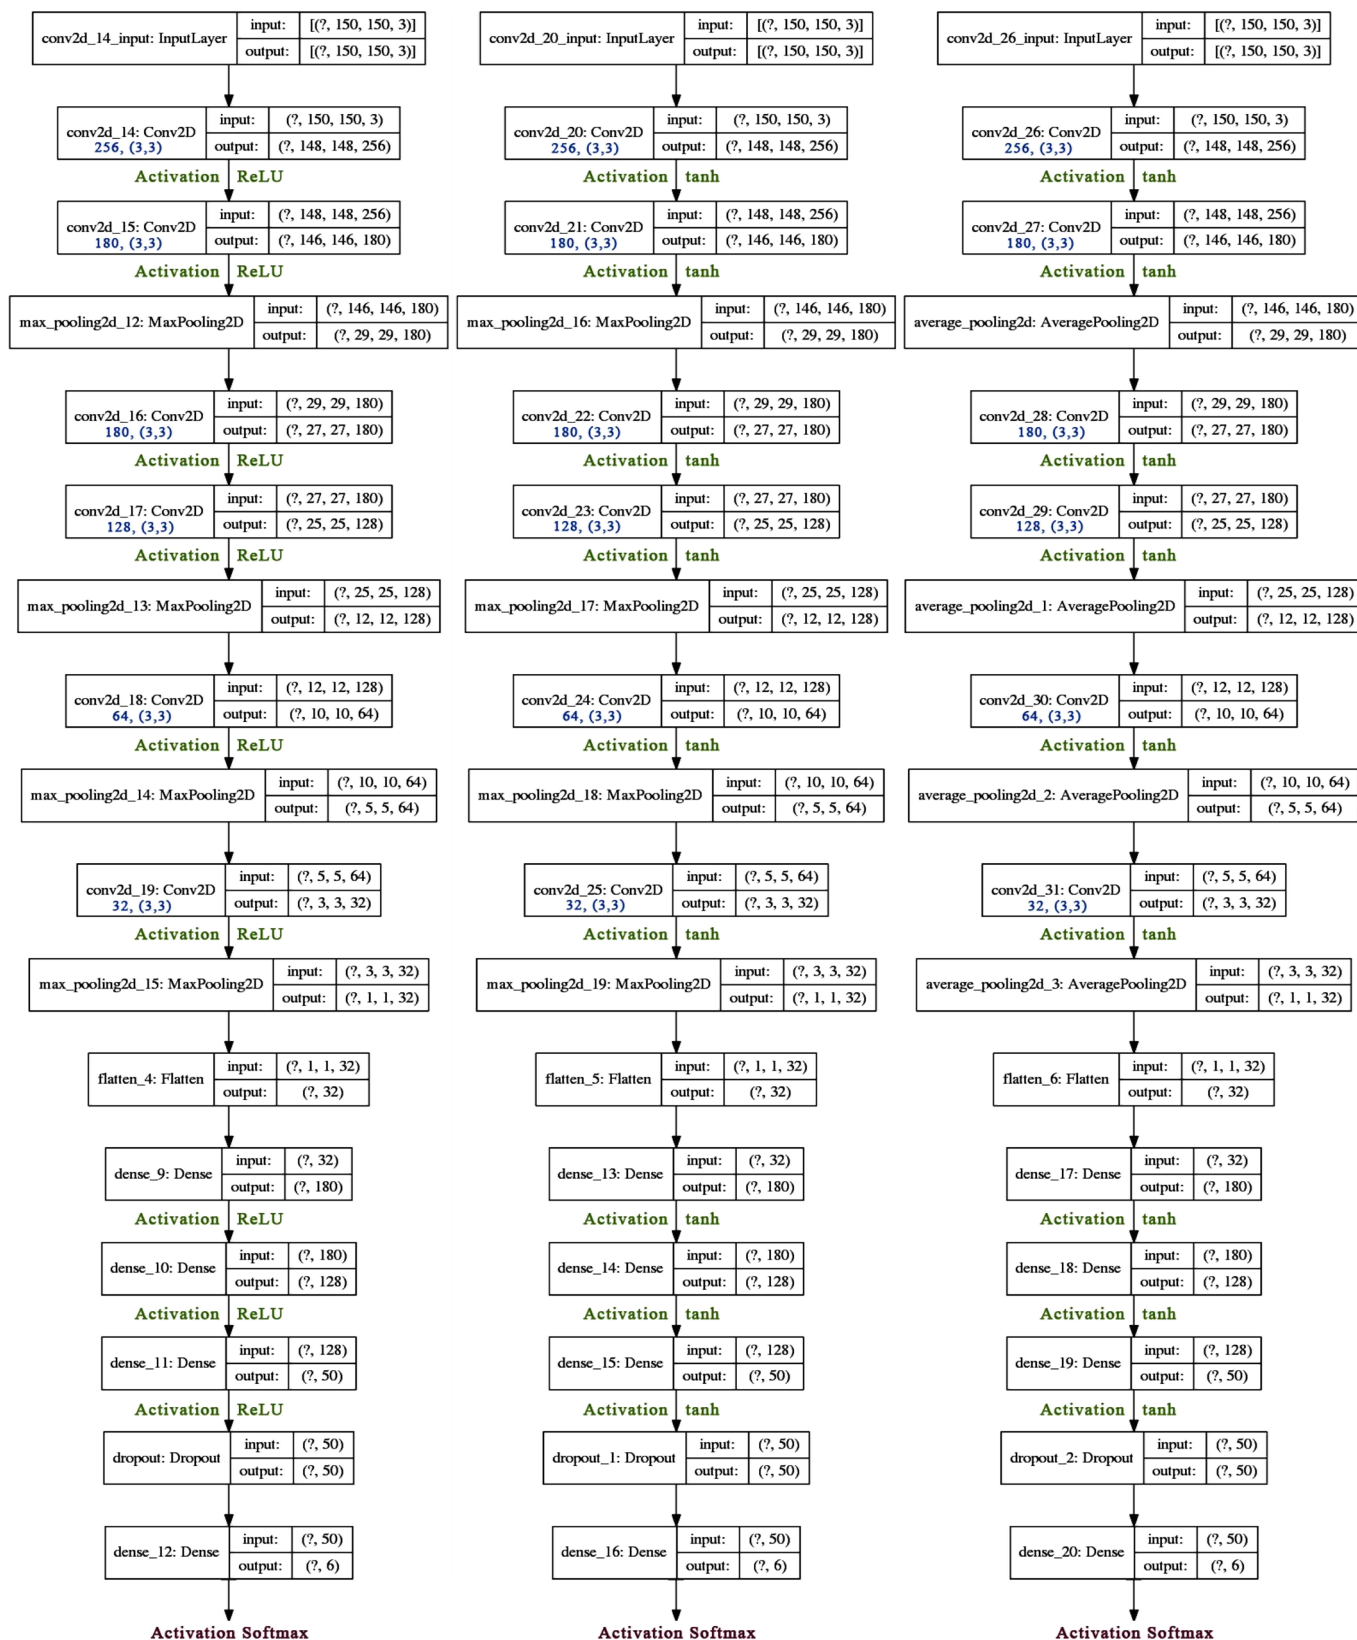 conv2d_14_input: InputLayer
input: [(?, 150, 150, 3)]
output: [(?, 150, 150, 3)]
conv2d_14: Conv2D
256, (3,3)
input: (?, 150, 150, 3)
output: (?, 148, 148, 256)
Activation ReLU
conv2d_15: Conv2D
180, (3,3)
input: (?, 148, 148, 256)
output: (?, 146, 146, 180)
Activation ReLU
max_pooling2d_12: MaxPooling2D
input: (?, 146, 146, 180)
output: (?, 29, 29, 180)
conv2d_16: Conv2D
180, (3,3)
input: (?, 29, 29, 180)
output: (?, 27, 27, 180)
Activation ReLU
conv2d_17: Conv2D
128, (3,3)
input: (?, 27, 27, 180)
output: (?, 25, 25, 128)
Activation ReLU
max_pooling2d_13: MaxPooling2D
input: (?, 25, 25, 128)
output: (?, 12, 12, 128)
conv2d_18: Conv2D
64, (3,3)
input: (?, 12, 12, 128)
output: (?, 10, 10, 64)
Activation ReLU
max_pooling2d_14: MaxPooling2D
input: (?, 10, 10, 64)
output: (?, 5, 5, 64)
conv2d_19: Conv2D
32, (3,3)
input: (?, 5, 5, 64)
output: (?, 3, 3, 32)
Activation ReLU
max_pooling2d_15: MaxPooling2D
input: (?, 3, 3, 32)
output: (?, 1, 1, 32)
flatten_4: Flatten
input: (?, 1, 1, 32)
output: (?, 32)
dense_9: Dense
input: (?, 32)
output: (?, 180)
Activation ReLU
dense_10: Dense
input: (?, 180)
output: (?, 128)
Activation ReLU
dense_11: Dense
input: (?, 128)
output: (?, 50)
Activation ReLU
dropout: Dropout
input: (?, 50)
output: (?, 50)
dense_12: Dense
input: (?, 50)
output: (?, 6)
Activation Softmax
conv2d_20_input: InputLayer
input: [(?, 150, 150, 3)]
output: [(?, 150, 150, 3)]
conv2d_20: Conv2D
256, (3,3)
input: (?, 150, 150, 3)
output: (?, 148, 148, 256)
Activation tanh
conv2d_21: Conv2D
180, (3,3)
input: (?, 148, 148, 256)
output: (?, 146, 146, 180)
Activation tanh
max_pooling2d_16: MaxPooling2D
input: (?, 146, 146, 180)
output: (?, 29, 29, 180)
conv2d_22: Conv2D
180, (3,3)
input: (?, 29, 29, 180)
output: (?, 27, 27, 180)
Activation tanh
conv2d_23: Conv2D
128, (3,3)
input: (?, 27, 27, 180)
output: (?, 25, 25, 128)
Activation tanh
max_pooling2d_17: MaxPooling2D
input: (?, 25, 25, 128)
output: (?, 12, 12, 128)
conv2d_24: Conv2D
64, (3,3)
input: (?, 12, 12, 128)
output: (?, 10, 10, 64)
Activation tanh
max_pooling2d_18: MaxPooling2D
input: (?, 10, 10, 64)
output: (?, 5, 5, 64)
conv2d_25: Conv2D
32, (3,3)
input: (?, 5, 5, 64)
output: (?, 3, 3, 32)
Activation tanh
max_pooling2d_19: MaxPooling2D
input: (?, 3, 3, 32)
output: (?, 1, 1, 32)
flatten_5: Flatten
input: (?, 1, 1, 32)
output: (?, 32)
dense_13: Dense
input: (?, 32)
output: (?, 180)
Activation tanh
dense_14: Dense
input: (?, 180)
output: (?, 128)
Activation tanh
dense_15: Dense
input: (?, 128)
output: (?, 50)
Activation tanh
dropout_1: Dropout
input: (?, 50)
output: (?, 50)
dense_16: Dense
input: (?, 50)
output: (?, 6)
Activation Softmax
conv2d_26_input: InputLayer
input: [(?, 150, 150, 3)]
output: [(?, 150, 150, 3)]
conv2d_26: Conv2D
256, (3,3)
input: (?, 150, 150, 3)
output: (?, 148, 148, 256)
Activation tanh
conv2d_27: Conv2D
180, (3,3)
input: (?, 148, 148, 256)
output: (?, 146, 146, 180)
Activation tanh
average_pooling2d: AveragePooling2D
input: (?, 146, 146, 180)
output: (?, 29, 29, 180)
conv2d_28: Conv2D
180, (3,3)
input: (?, 29, 29, 180)
output: (?, 27, 27, 180)
Activation tanh
conv2d_29: Conv2D
128, (3,3)
input: (?, 27, 27, 180)
output: (?, 25, 25, 128)
Activation tanh
average_pooling2d_1: AveragePooling2D
input: (?, 25, 25, 128)
output: (?, 12, 12, 128)
conv2d_30: Conv2D
64, (3,3)
input: (?, 12, 12, 128)
output: (?, 10, 10, 64)
Activation tanh
average_pooling2d_2: AveragePooling2D
input: (?, 10, 10, 64)
output: (?, 5, 5, 64)
conv2d_31: Conv2D
32, (3,3)
input: (?, 5, 5, 64)
output: (?, 3, 3, 32)
Activation tanh
average_pooling2d_3: AveragePooling2D
input: (?, 3, 3, 32)
output: (?, 1, 1, 32)
flatten_6: Flatten
input: (?, 1, 1, 32)
output: (?, 32)
dense_17: Dense
input: (?, 32)
output: (?, 180)
Activation tanh
dense_18: Dense
input: (?, 180)
output: (?, 128)
Activation tanh
dense_19: Dense
input: (?, 128)
output: (?, 50)
Activation tanh
dropout_2: Dropout
input: (?, 50)
output: (?, 50)
dense_20: Dense
input: (?, 50)
output: (?, 6)
Activation Softmax